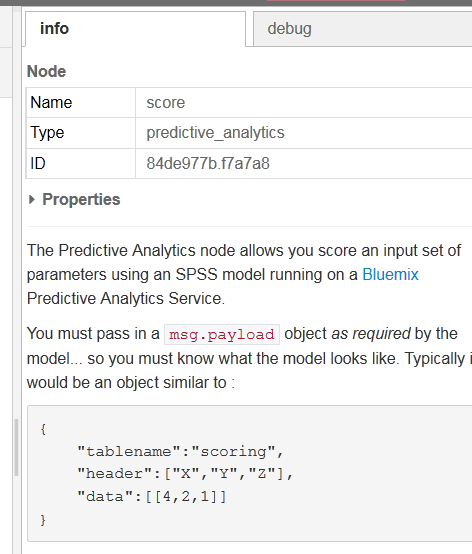 info
debug
Node
Name score
Type predictive_analytics
ID 84de977b.f7a7a8
Properties
The Predictive Analytics node allows you score an input set of
parameters using an SPSS model running on a Bluemix
Predictive Analytics Service.
You must pass in a msg.payload object as required by the
model... so you must know what the model looks like. Typically
would be an object similar to :
{
"tablename":"scoring",
"header":["X","Y","Z"],
"data":[[4,2,1]]
}